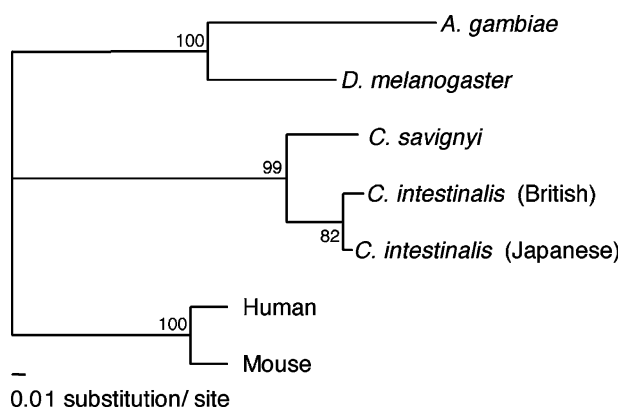 100
A. gambiae
D. melanogaster
99
C. savignyi
C. intestinalis (British)
82
C. intestinalis (Japanese)
100
Human
Mouse
0.01 substitution/ site